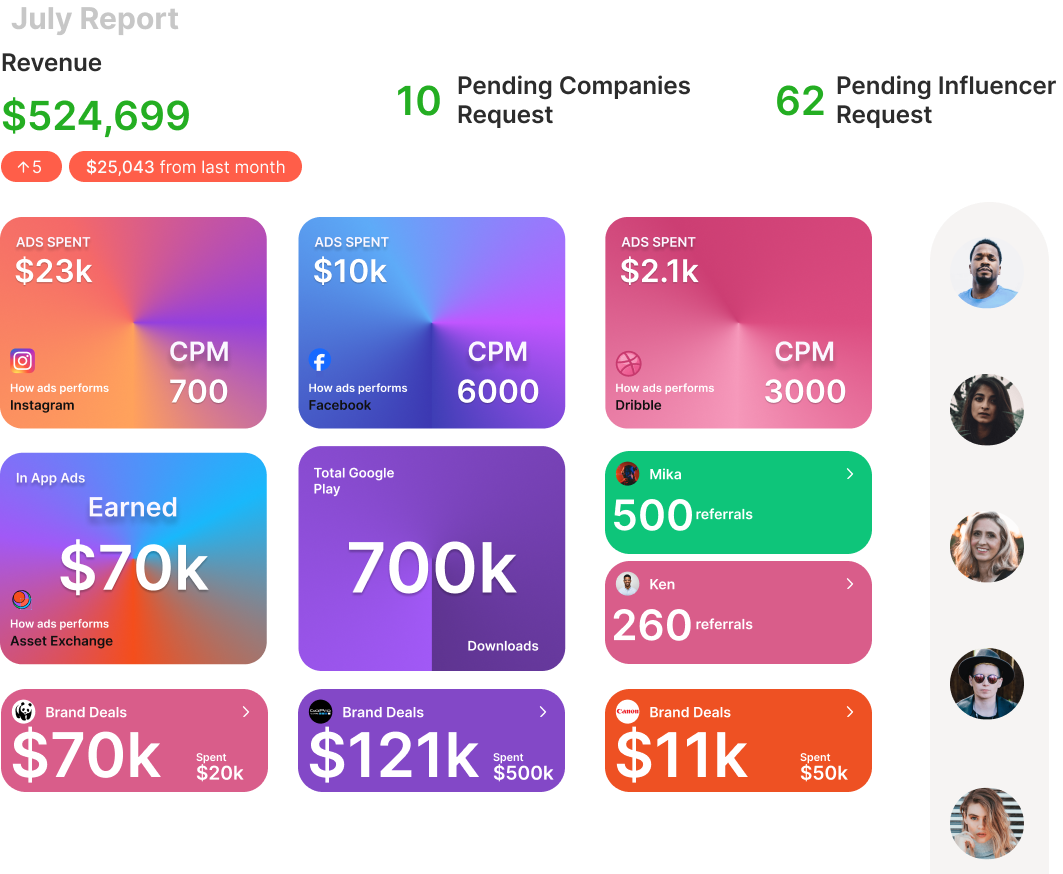 July Report
Revenue
$524,699
↑5
$25,043 from last month
10
Pending Companies
Request
62
Pending Influencer
Request
ADS SPENT
$23k
CPM
700
How ads performs
Instagram
ADS SPENT
$10k
CPM
6000
How ads performs
Facebook
ADS SPENT
$2.1k
CPM
3000
How ads performs
Dribble
In App Ads
Earned
$70k
How ads performs
Asset Exchange
Total Google
Play
700k
Downloads
Mika
500 referrals
Ken
260 referrals
Brand Deals
$70k
Spent
$20k
Brand Deals
$121k
Spent
$500k
Canon
Brand Deals
$11k
Spent
$50k